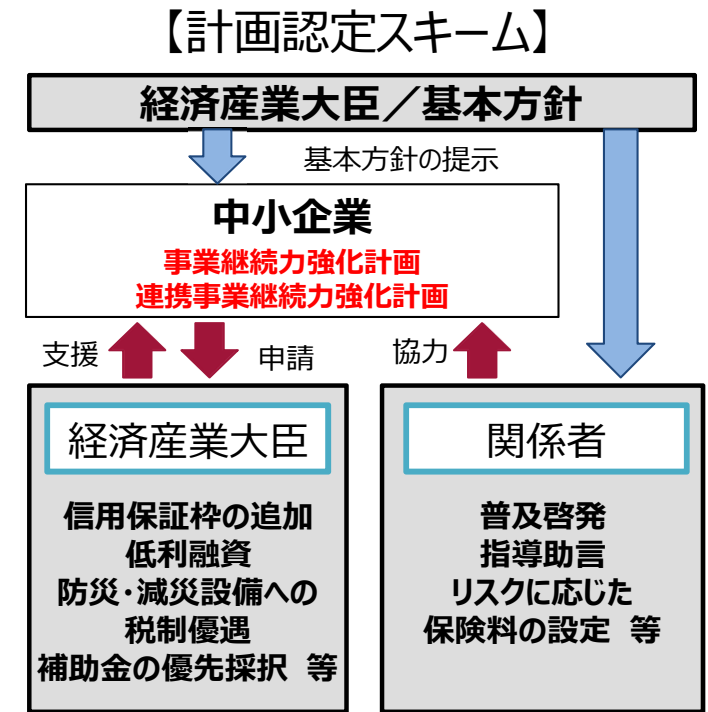 【計画認定スキーム】
経済産業大臣／基本方針
基本方針の提示
中小企業
事業継続力強化計画
連携事業継続力強化計画
支援
申請
協力
経済産業大臣
信用保証枠の追加
低利融資
防災・減災設備への
税制優遇
補助金の優先採択 等
関係者
普及啓発
指導助言
リスクに応じた
保険料の設定 等